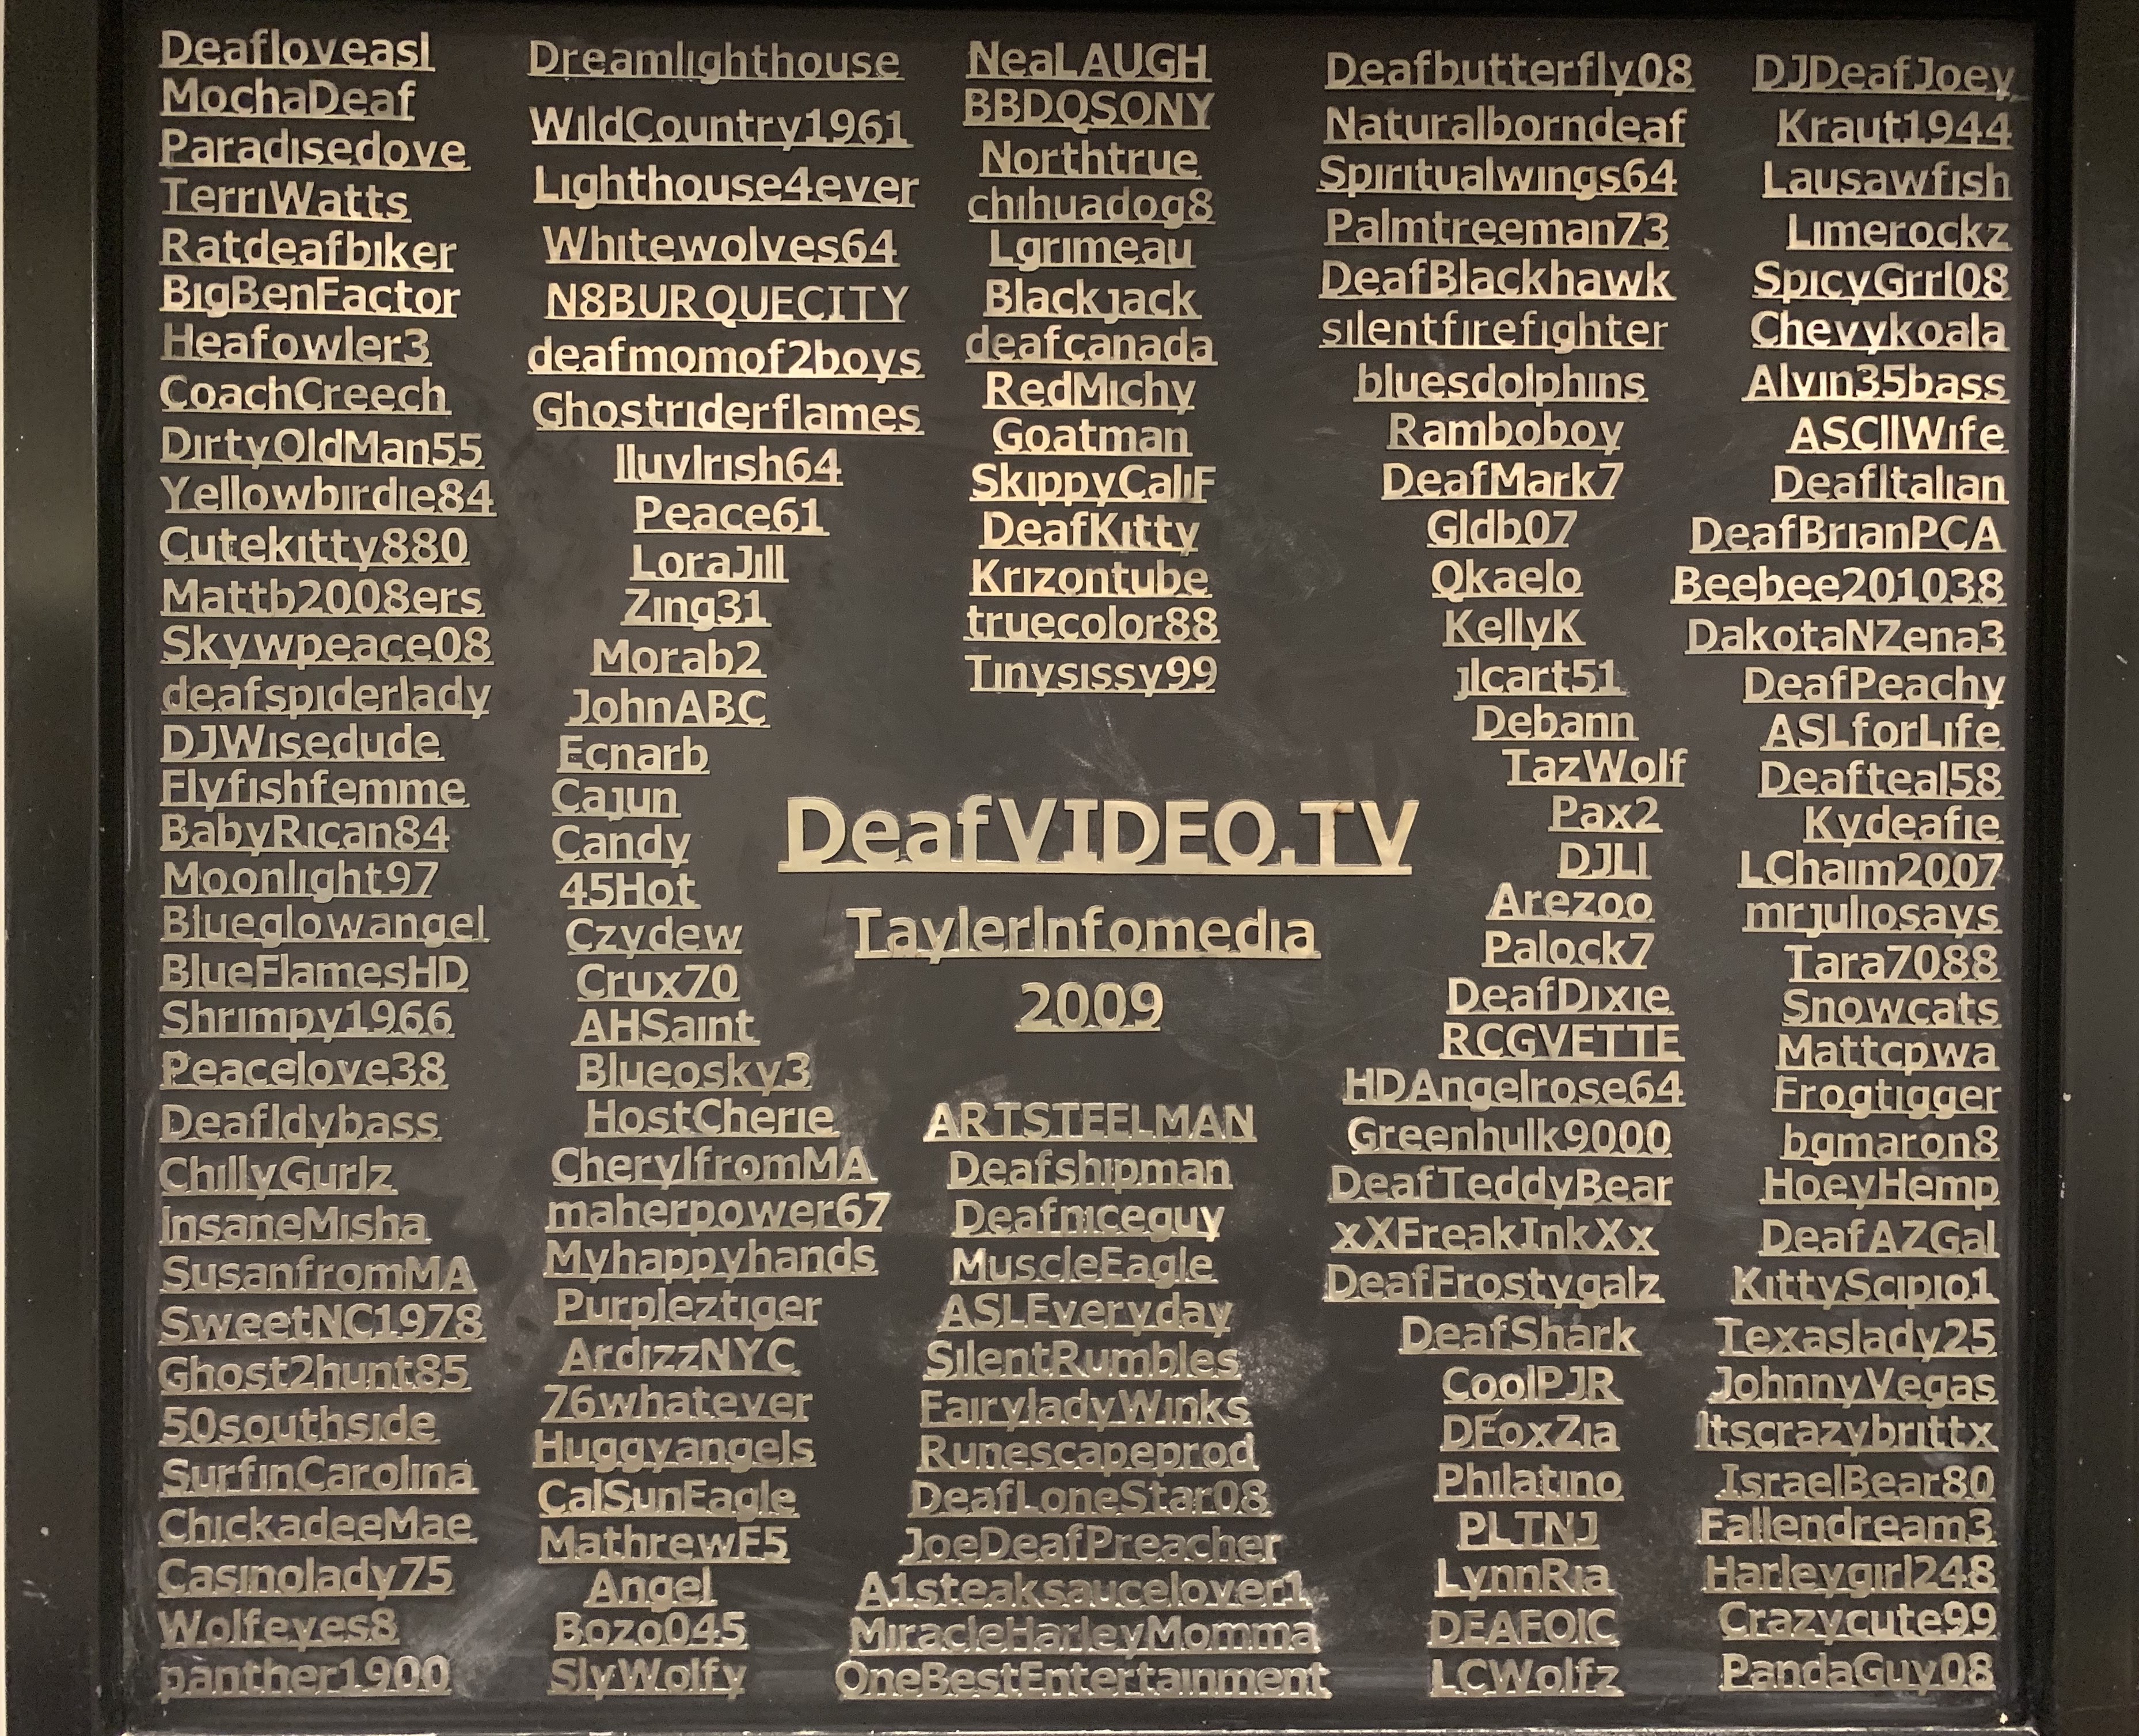 Deafloveasl
MochaDeaf
Paradisedove
TerriWatts
Ratdeafbiker
BigBenFactor
Heafowler3
CoachCreech
DirtyOldMan55
Yellowbirdie84
Cutekitty880
Mattb2008ers
Skywpeace08
deafspiderlady
DJWisedude
Flyfishfemme
BabyRican84
Moonlight97
Blueglowangel
BlueFlamesHD
Shrimpy1966
Peacelove38
Deafldybass
ChillyGurlz
InsaneMisha
SusanfromMA
SweetNC1978
Ghost2hunt85
50southside
SurfinCarolina
ChickadeeMae
Casinolady75
Wolfeyes8
panther1900
Dreamlighthouse
WildCountry1961
Lighthouse4ever
Whitewolves64
N8BURQUECITY
deafmomof2boys
Ghostriderflames
IluvIrish64
Peace61
LoraJill
Zing31
Morab2
JohnABC
Ecnarb
Cajun
Candy
45Hot
Czydew
Crux70
AHSaint
Blueosky3
HostCherie
CherylfromMA
maherpower67
Myhappyhands
Purpleztiger
ArdizzNYC
76whatever
Huggyangels
CalSunEagle
MathrewF5
Angel
Bozo045
SlyWolfy
NeaLAUGH
BBDQSONY
Northtrue
chihuadog8
Lgrimeau
Blackjack
deafcanada
RedMichy
Goatman
SkippyCaliF
DeafKitty
Krizontube
truecolor88
Tinysissy99
DeafVIDEO.TV
TaylerInfomedia
2009
ARTSTEELMAN
Deafshipman
Deafniceguy
MuscleEagle
ASLEveryday
SilentRumbles
FairyladyWinks
Runescapeprod
DeafLoneStar08
JoeDeafPreacher
A1steaksaucelover1
MiracleHarleyMomma
OneBestEntertainment
Deafbutterfly08
Naturalborndeaf
Spiritualwings64
Palmtreeman73
DeafBlackhawk
silentfirefighter
bluesdolphins
Ramboboy
DeafMark7
Gldb07
Qkaelo
KellyK
jlcart51
Debann
TazWolf
Pax2
DJLI
Arezoo
Palock7
DeafDixie
RCGVETTE
HDAngelrose64
Greenhulk9000
DeafTeddyBear
xXFreakInkXx
DeafFrostygalz
DeafShark
CoolPJR
DFoxZia
Philatino
PLTNJ
LynnRia
DEAFOIC
LCWolfz
DJDeafJoey
Kraut1944
Lausawfish
Limerockz
SpicyGrrl08
Chevykoala
Alvin35bass
ASCIIWife
DeafItalian
DeafBrianPCA
Beebee201038
DakotaNZena3
DeafPeachy
ASLforLife
Deafteal58
Kydeafie
LChaim2007
mrjuliosays
Tara7088
Snowcats
Mattcpwa
Frogtigger
bgmaron8
HoeyHemp
DeafAZGal
KittyScipio1
Texaslady25
JohnnyVegas
Itscrazybrittx
IsraelBear80
Fallendream3
Harleygirl248
Crazycute99
PandaGuy08